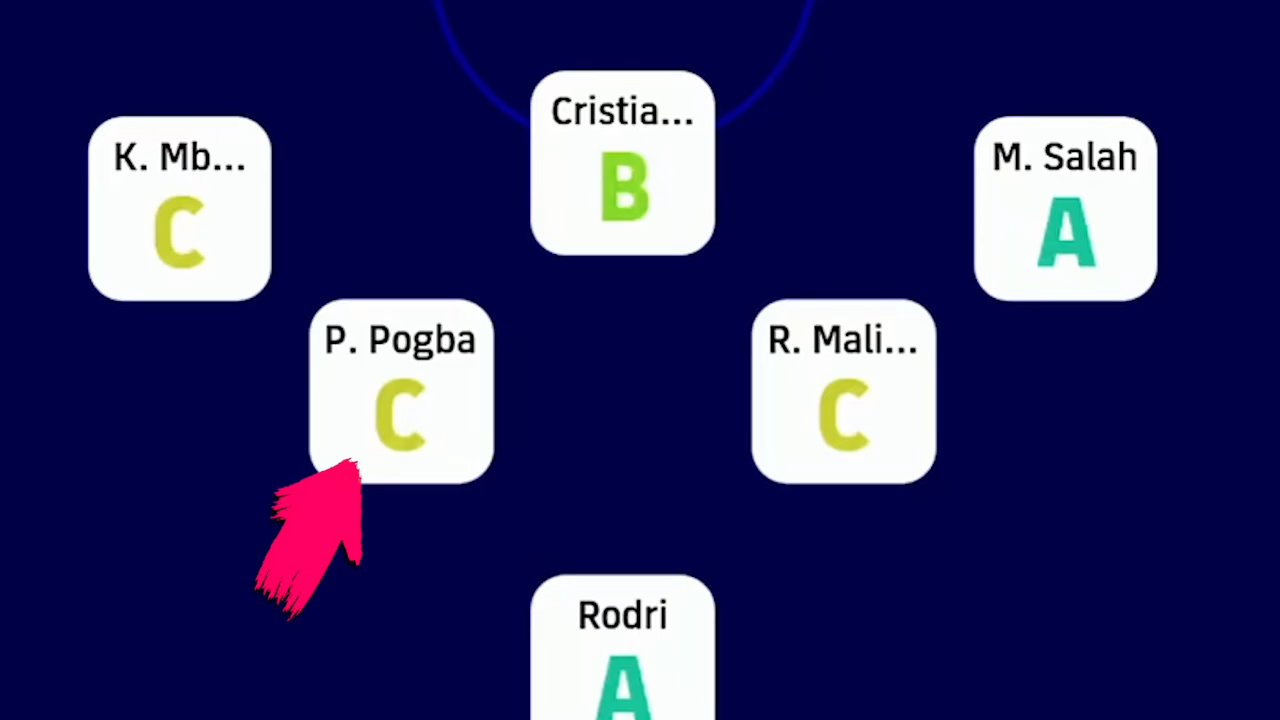 Cristia...
B
K. Mb...
C
M. Salah
A
P. Pogba
C
R. Mali...
C
Rodri
A